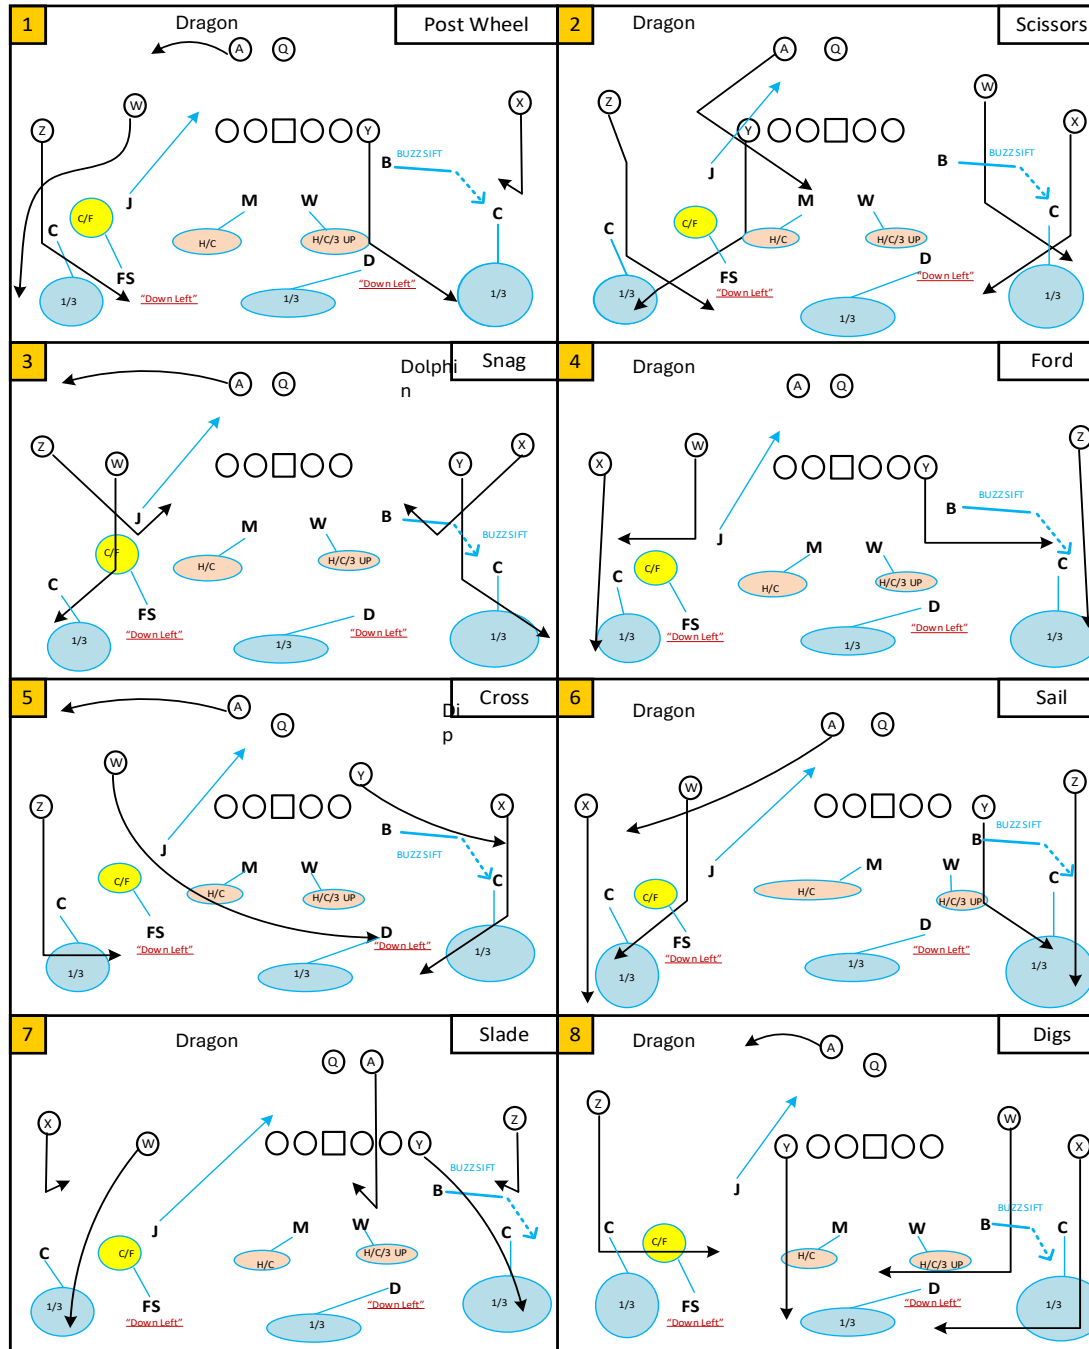 1
Dragon
Post Wheel
A
Q
W
X
Z
Y
B
BUZZ SIFT
J
C/F
M
W
C
C
H/C
H/C/3 UP
D
FS
"Down Left"
"Down Left"
1/3
1/3
1/3
2
Dragon
Scissors
A
Q
W
Z
X
Y
BUZZ SIFT
B
J
M
W
C
C/F
C
H/C
H/C/3 UP
D
FS
"Down Left"
"Down Left"
1/3
1/3
1/3
3
Dolphi
n
Snag
A
Q
Z
X
W
Y
J
B
M
W
BUZZ SIFT
C/F
H/C
H/C/3 UP
C
C
FS
D
"Down Left"
"Down Left"
1/3
1/3
1/3
4
Dragon
Ford
A
Q
Z
W
X
Y
BUZZ SIFT
B
J
M
W
C
C/F
C
H/C
H/C/3 UP
D
FS
"Down Left"
"Down Left"
1/3
1/3
1/3
5
Di
p
Cross
A
Q
W
Y
Z
X
B
J
BUZZ SIFT
M
W
C/F
C
H/C
H/C/3 UP
C
FS
D
"Down Left"
"Down Left"
1/3
1/3
1/3
6
Dragon
Sail
A
Q
Z
W
X
Y
BUZZ SIFT
B
J
M
W
C
C/F
C
H/C
H/C/3 UP
D
FS
"Down Left"
"Down Left"
1/3
1/3
1/3
7
Dragon
Slade
Q
A
X
Z
W
Y
BUZZ SIFT
B
J
M
W
C
C/F
C
H/C
H/C/3 UP
D
FS
"Down Left"
"Down Left"
1/3
1/3
1/3
8
Dragon
Digs
A
Q
Z
W
Y
X
J
BUZZ SIFT
B
C
M
W
C
C/F
H/C
H/C/3 UP
D
FS
"Down Left"
"Down Left"
1/3
1/3
1/3